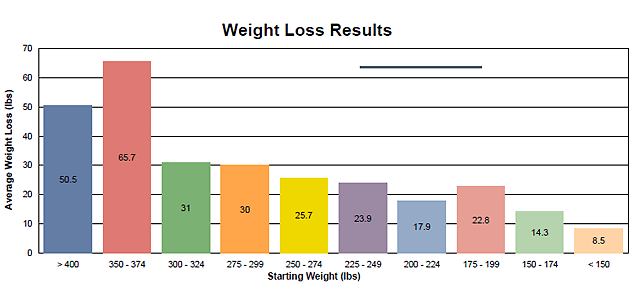 Weight Loss Results
70
60
50
40
30
20
10
0
Average Weight Loss (lbs)
50.5
65.7
31
30
25.7
23.9
17.9
22.8
14.3
8.5
> 400
350 - 374
300 - 324
275 - 299
250 - 274
225 - 249
200 - 224
175 - 199
150 - 174
< 150
Starting Weight (lbs)